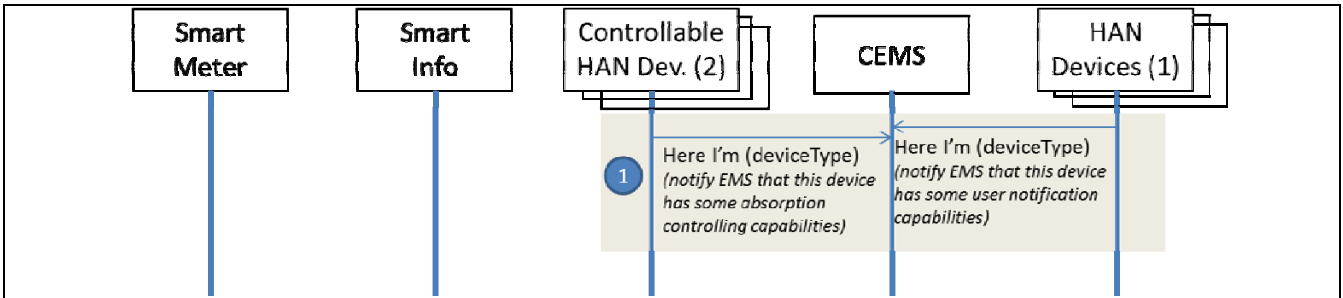 Smart
Meter
Smart
Info
Controllable
HAN Dev. (2)
CEMS
HAN
Devices (1)
1
Here I'm (deviceType)
(notify EMS that this device
has some absorption
controlling capabilities)
Here I'm (deviceType)
(notify EMS that this device
has some user notification
capabilities)